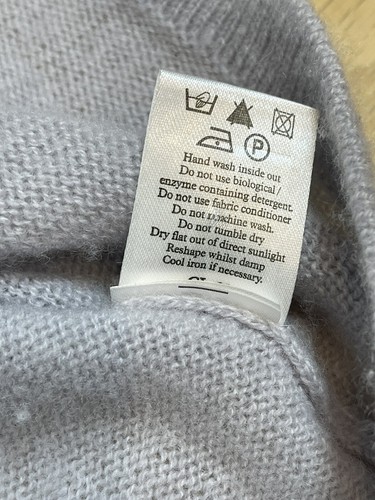 P
Hand wash inside out
Do not use biological /
enzyme containing detergent.
Do not use fabric conditioner
Do not machine wash.
Do not tumble dry
Dry flat out of direct sunlight
Reshape whilst damp
Cool iron if necessary.